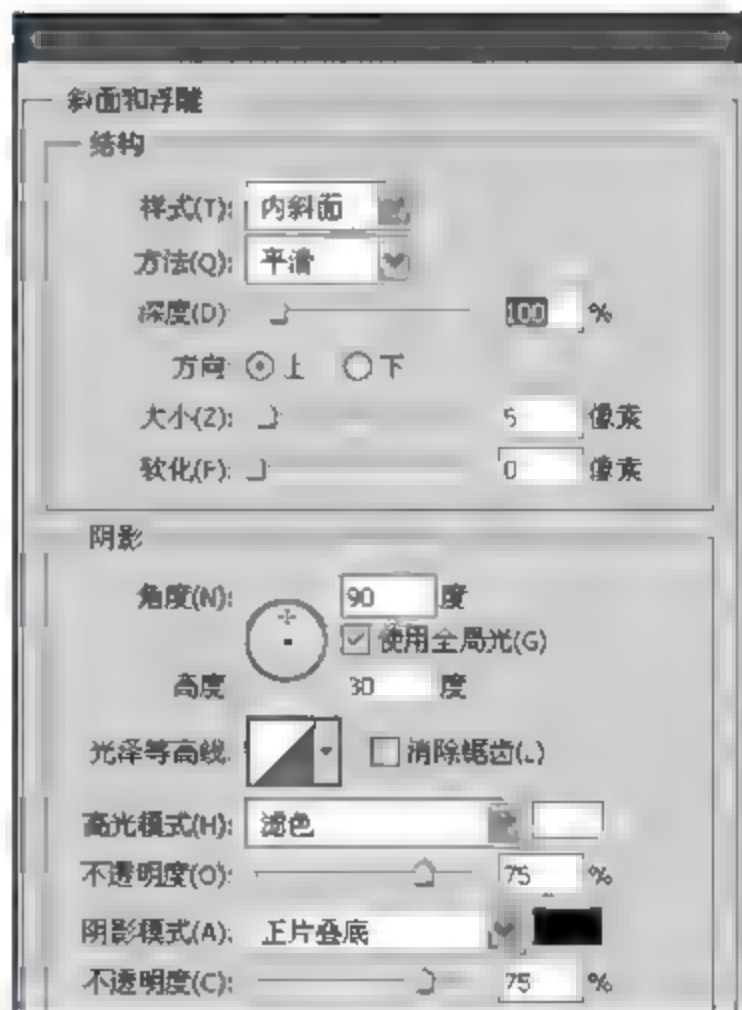 斜面和浮雕
结构
样式(T): 内斜面
方法(Q): 平滑
深度(D) 100 %
方向 上 下
大小(Z): 5 像素
软化(F): 0 像素
阴影
角度(N): 90 度
使用全局光(G)
高度 30 度
光泽等高线 消除锯齿(L)
高光模式(H): 滤色
不透明度(O): 75 %
阴影模式(A): 正片叠底
不透明度(C): 75 %